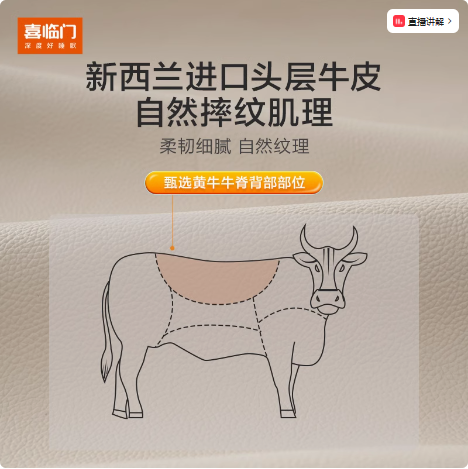 喜临门
深度好睡眠
直播讲解
新西兰进口头层牛皮
自然摔纹肌理
柔韧细腻 自然纹理
甄选黄牛牛脊背部部位